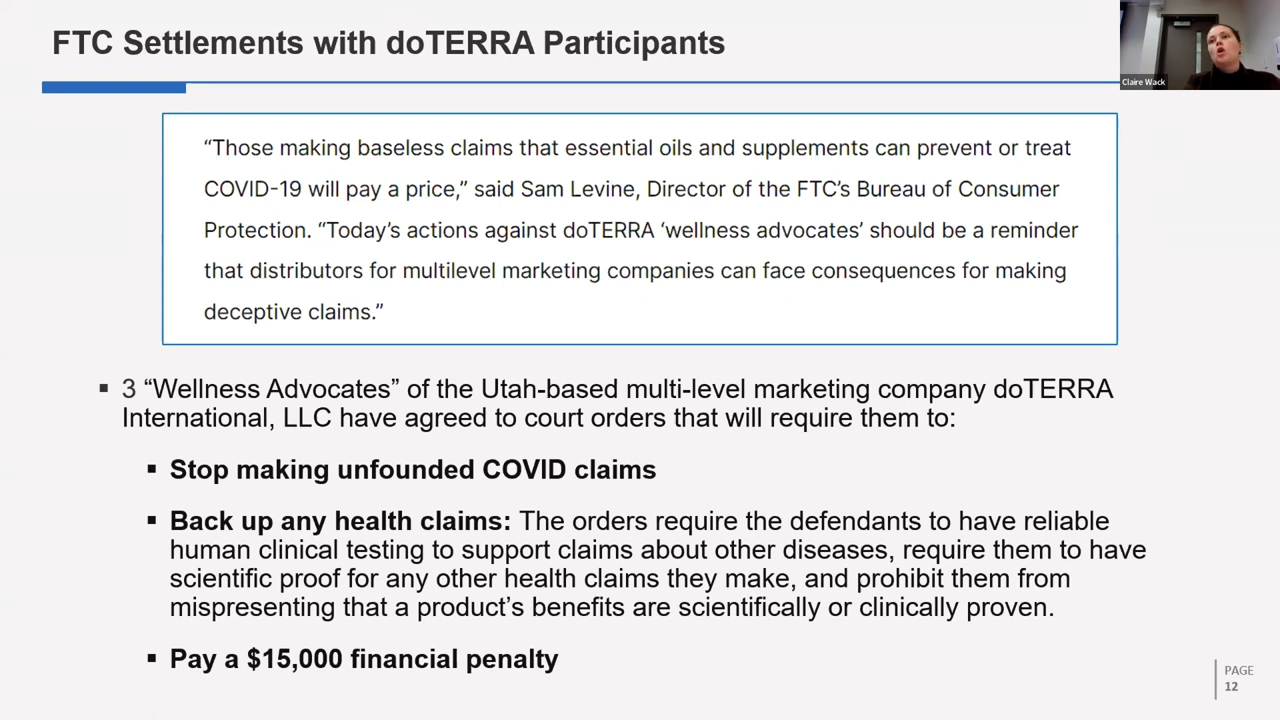 FTC Settlements with doTERRA Participants
Claire Wack
“Those making baseless claims that essential oils and supplements can prevent or treat
COVID-19 will pay a price,” said Sam Levine, Director of the FTC’s Bureau of Consumer
Protection. “Today’s actions against doTERRA ‘wellness advocates’ should be a reminder
that distributors for multilevel marketing companies can face consequences for making
deceptive claims.”
▪ 3 “Wellness Advocates” of the Utah-based multi-level marketing company doTERRA
International, LLC have agreed to court orders that will require them to:
▪ Stop making unfounded COVID claims
▪ Back up any health claims: The orders require the defendants to have reliable
human clinical testing to support claims about other diseases, require them to have
scientific proof for any other health claims they make, and prohibit them from
mispresenting that a product’s benefits are scientifically or clinically proven.
▪ Pay a $15,000 financial penalty
PAGE
12